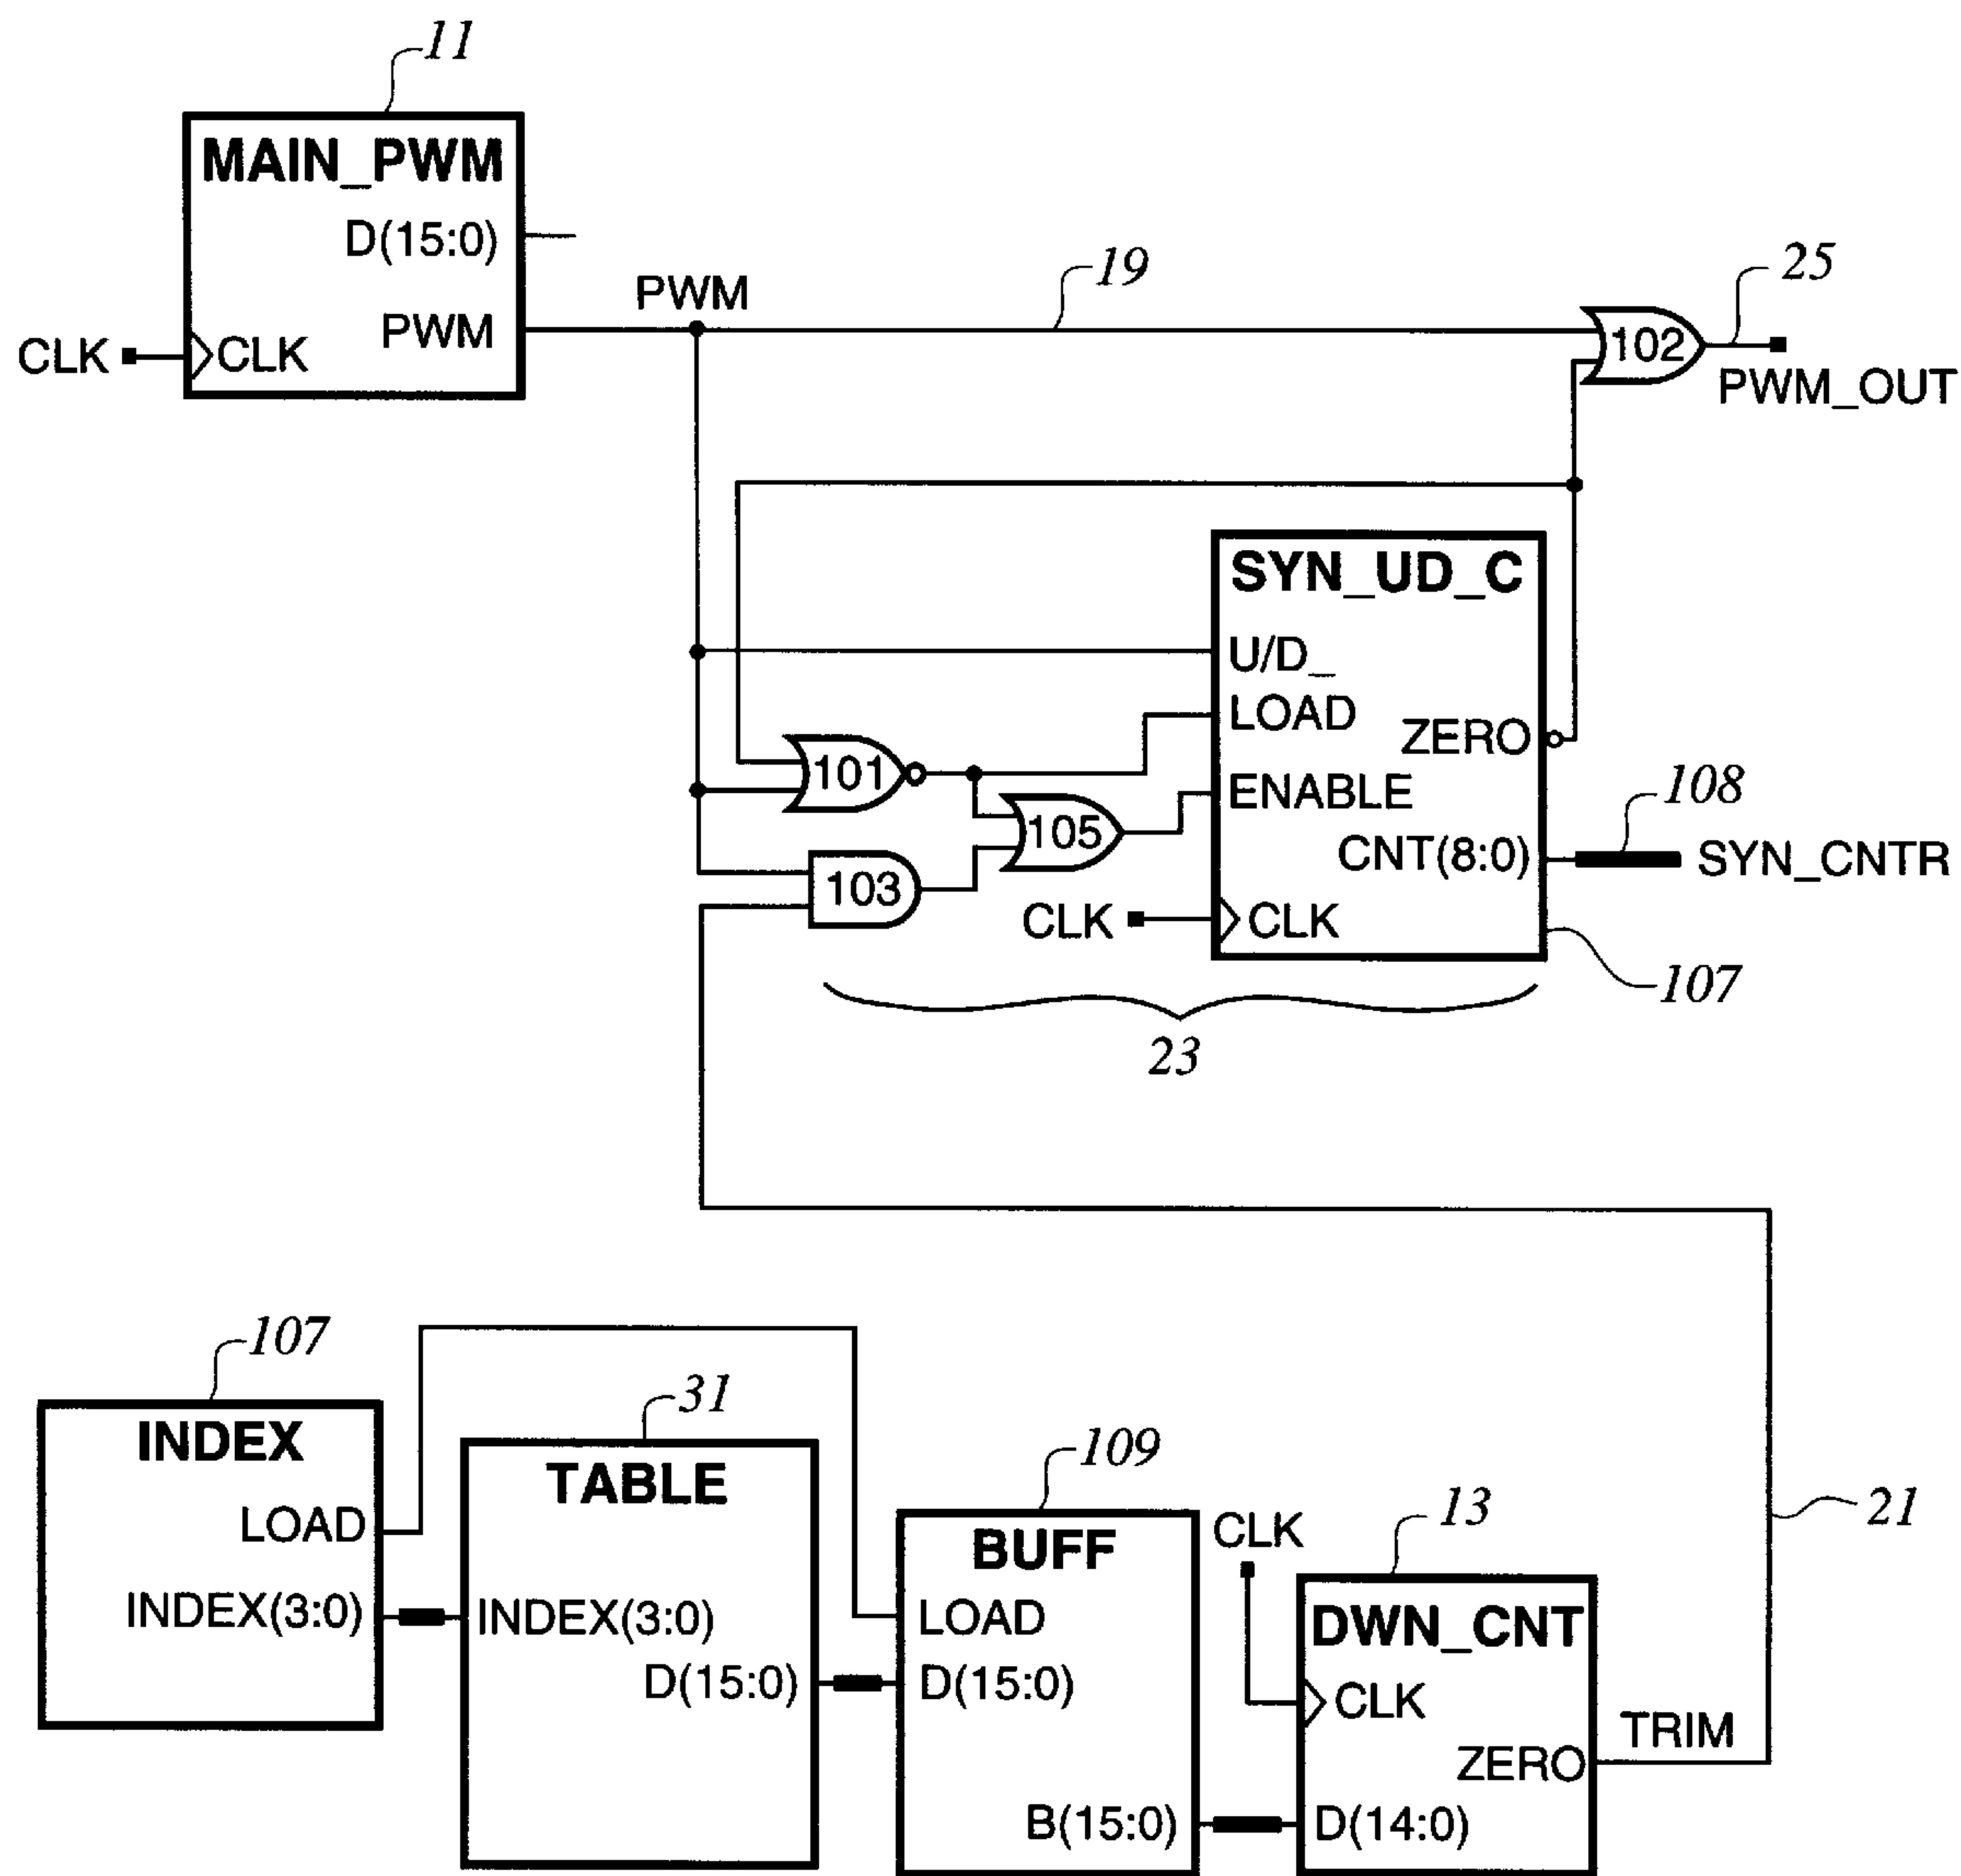 11
MAIN_PWM
D(15:0)
PWM
CLK
CLK
PWM
19
25
102
PWM_OUT
SYN_UD_C
U/D_
LOAD
ZERO
ENABLE
CNT(8:0)
CLK
CLK
101
105
103
108
SYN_CNTR
107
23
107
INDEX
LOAD
INDEX(3:0)
31
TABLE
INDEX(3:0)
D(15:0)
109
BUFF
LOAD
D(15:0)
B(15:0)
CLK
13
DWN_CNT
CLK
ZERO
D(14:0)
TRIM
21